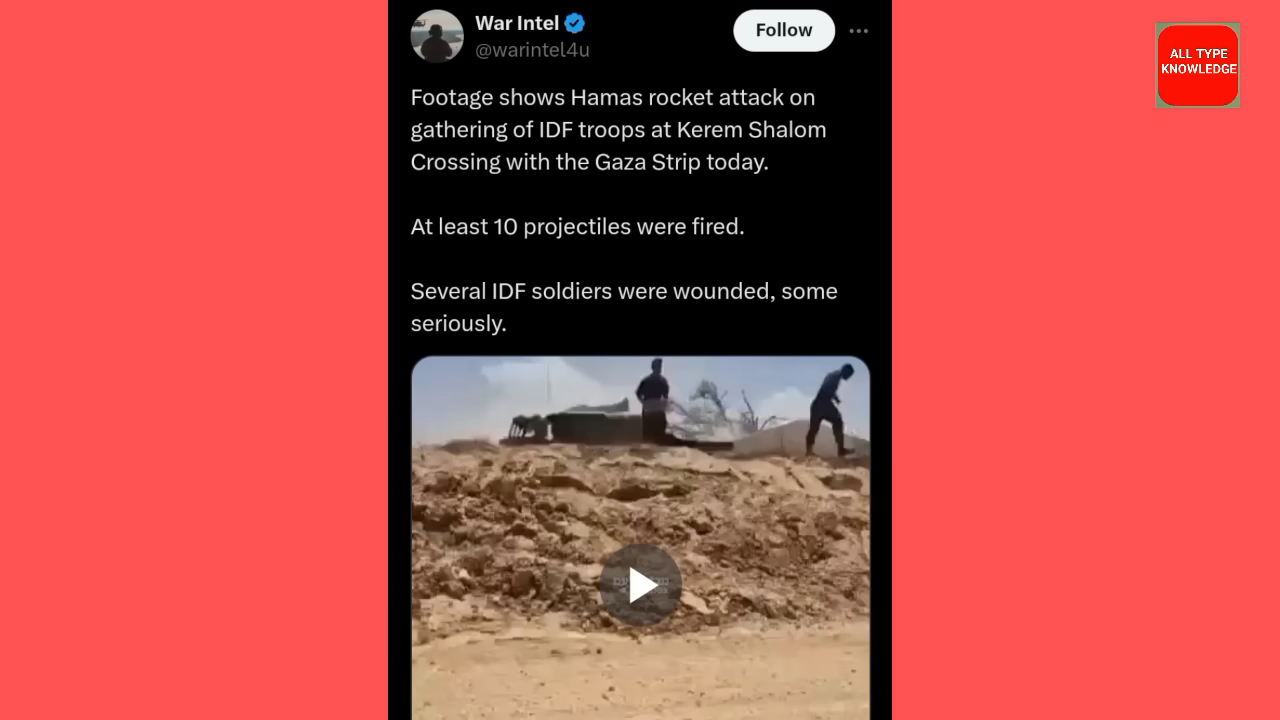 War Intel
@warintel4u
Follow
Footage shows Hamas rocket attack on
gathering of IDF troops at Kerem Shalom
Crossing with the Gaza Strip today.
At least 10 projectiles were fired.
Several IDF soldiers were wounded, some
seriously.
ALL TYPE
KNOWLEDGE